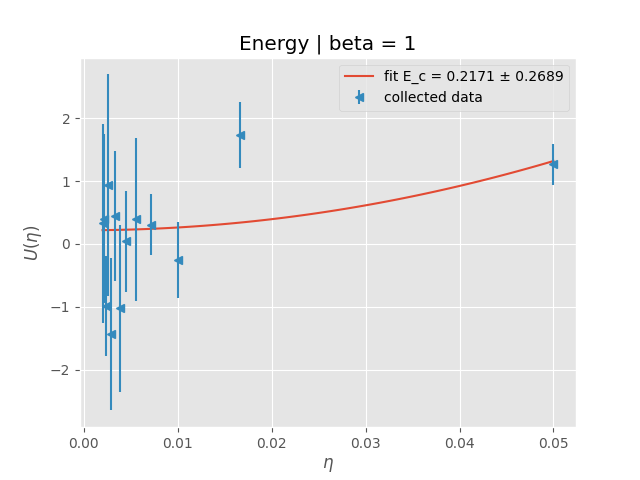 Energy | beta = 1
fit E_c = 0.2171 ± 0.2689
collected data
U(η)
2
1
0
−1
−2
0.00 0.01 0.02 0.03 0.04 0.05
η